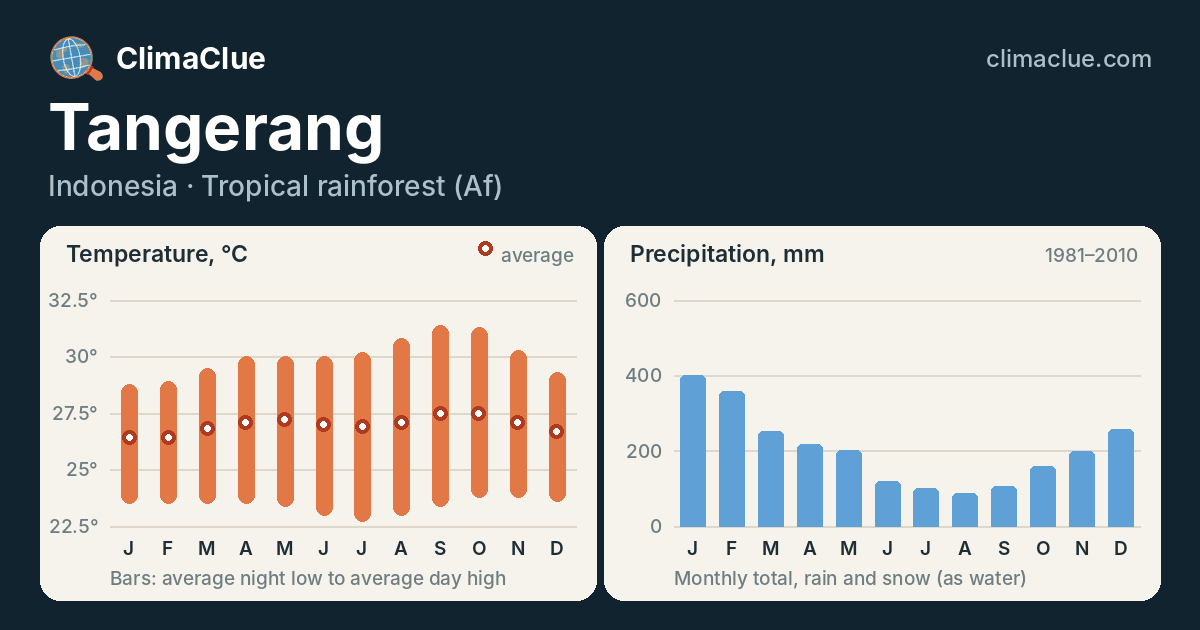 ClimaClue
climaclue.com
Tangerang
Indonesia · Tropical rainforest (Af)
Temperature, °C
average
32.5°
30°
27.5°
25°
22.5°
J F M A M J J A S O N D
Bars: average night low to average day high
Precipitation, mm
1981–2010
600
400
200
0
J F M A M J J A S O N D
Monthly total, rain and snow (as water)